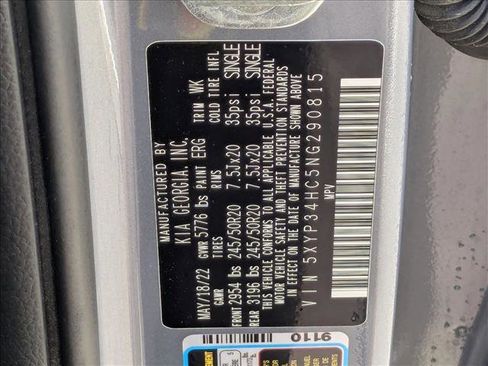 MANUFACTURED BY
KIA GEORGIA, INC.
MAY/18/22 GVWR 5776 lbs PAINT ERG TRIM WK
GAWR TIRES RIMS COLD TIRE INFL
FRONT 2954 lbs 245/50R20 7.5Jx20 35psi SINGLE
REAR 3196 lbs 245/50R20 7.5Jx20 35psi SINGLE
THIS VEHICLE CONFORMS TO ALL APPLICABLE U.S.A. FEDERAL
MOTOR VEHICLE SAFETY, BUMPER, AND THEFT PREVENTION STANDARDS
IN EFFECT ON THE DATE OF MANUFACTURE SHOWN ABOVE
VIN 5XYP34HC5NG290815
MPV
9110